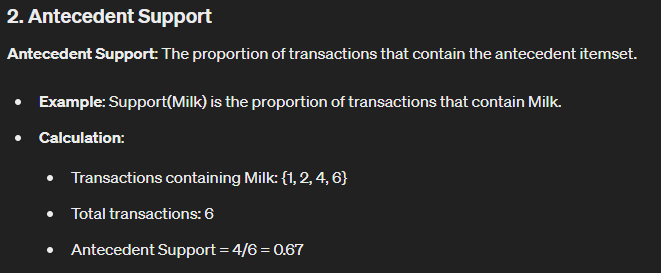 2. Antecedent Support
Antecedent Support: The proportion of transactions that contain the antecedent itemset.
• Example: Support(Milk) is the proportion of transactions that contain Milk.
• Calculation:
• Transactions containing Milk: {1, 2, 4, 6}
• Total transactions: 6
• Antecedent Support = 4/6 = 0.67